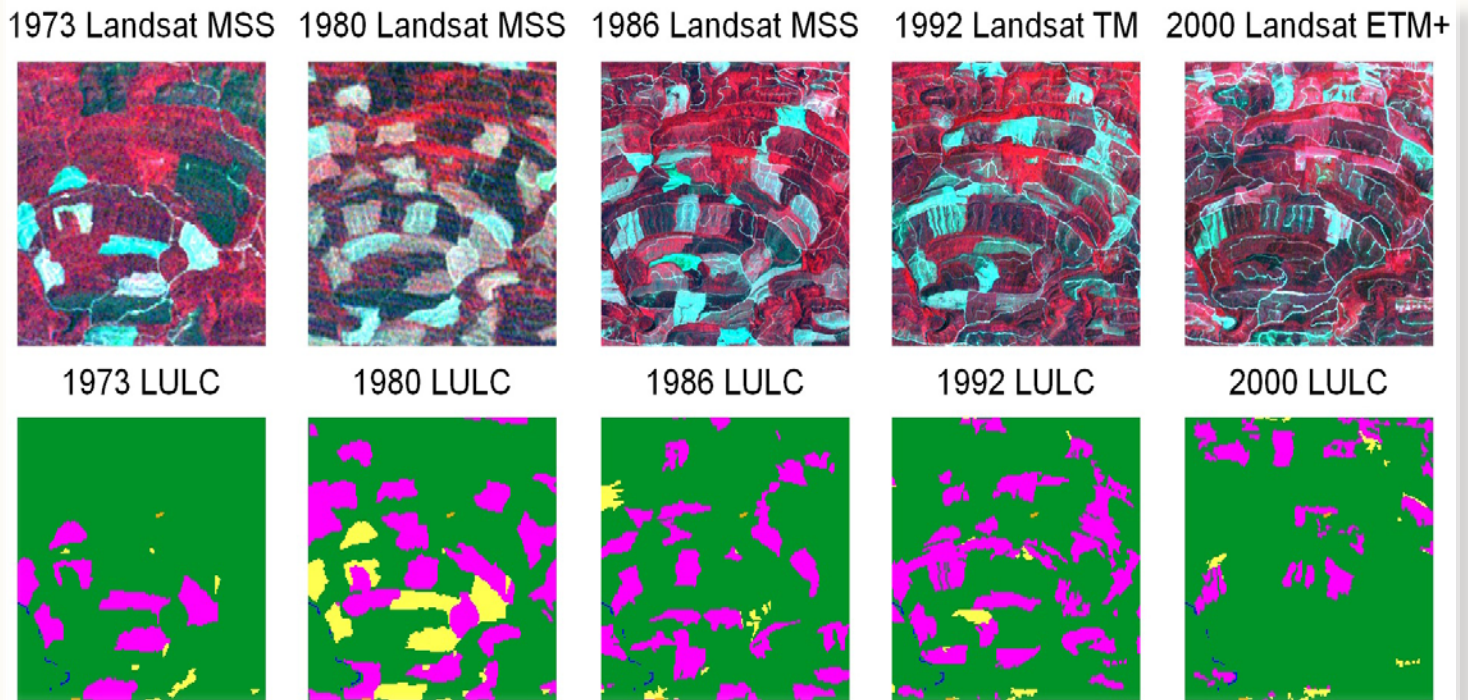 1973 Landsat MSS 1980 Landsat MSS 1986 Landsat MSS 1992 Landsat TM 2000 Landsat ETM+
1973 LULC 1980 LULC 1986 LULC 1992 LULC 2000 LULC